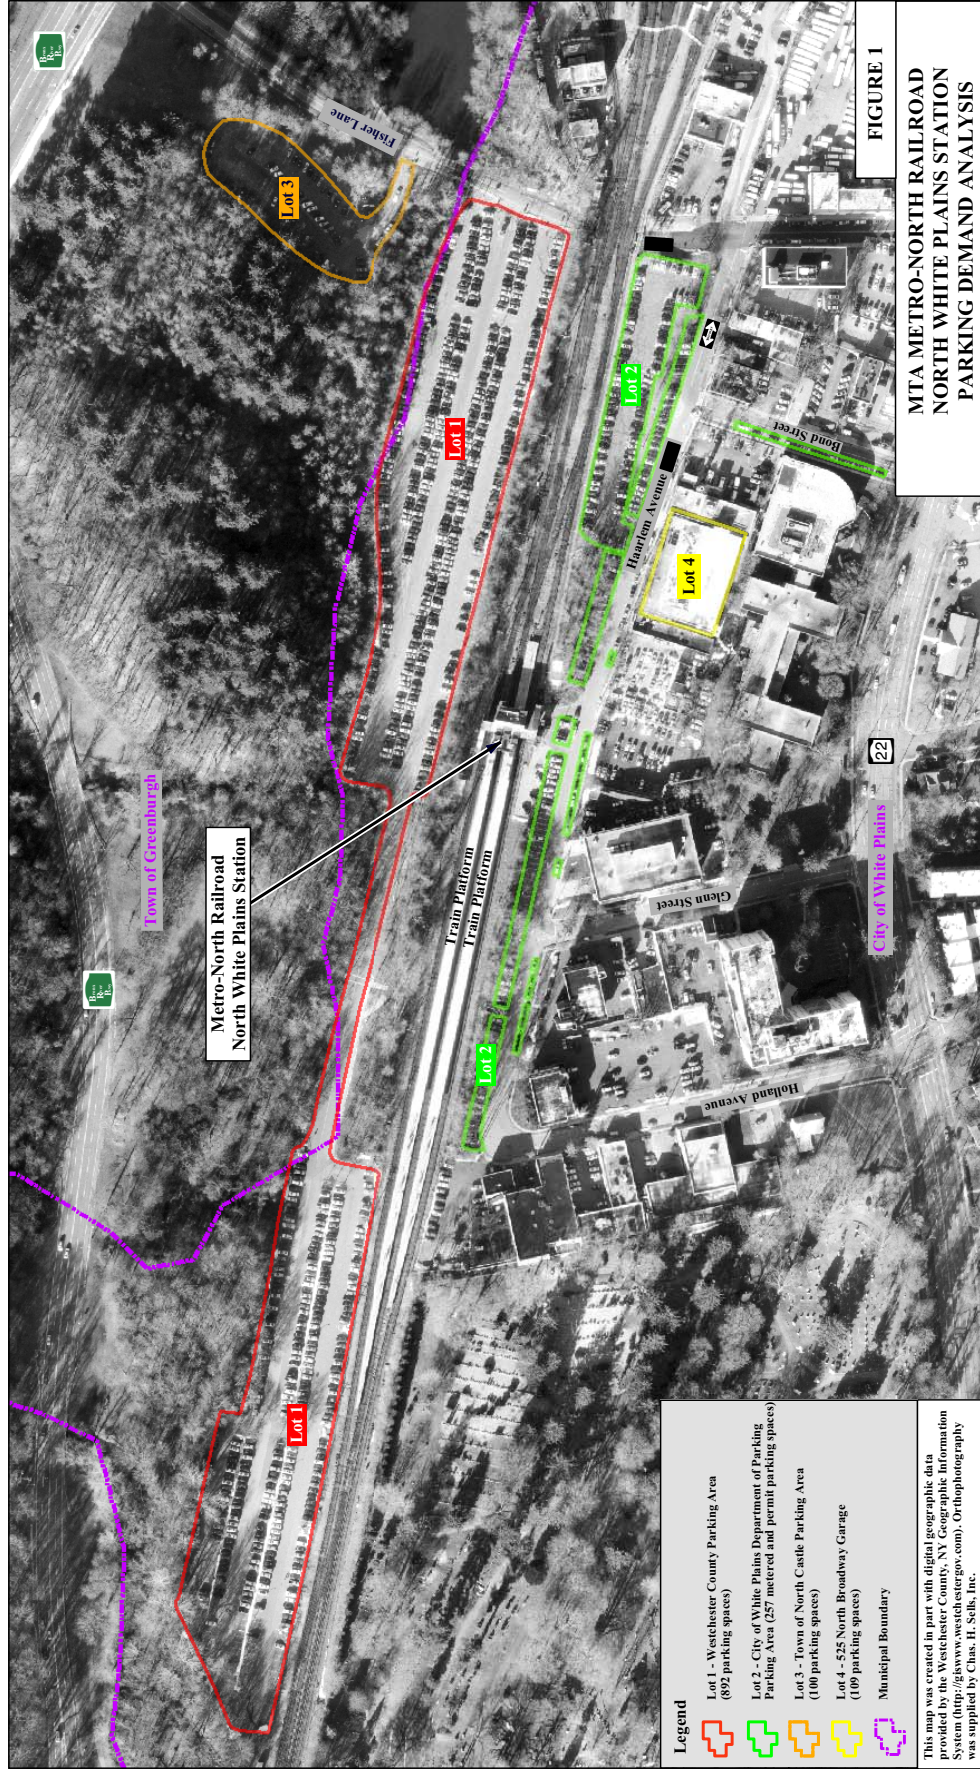 FIGURE 1
MTA METRO-NORTH RAILROAD
NORTH WHITE PLAINS STATION
PARKING DEMAND ANALYSIS
Town of Greenburgh
Metro-North Railroad
North White Plains Station
Lot 3
Fisher Lane
Lot 1
Lot 1
Train Platform
Train Platform
Lot 2
Lot 2
Haarlem Avenue
Lot 4
Bond Street
Glenn Street
Holland Avenue
22
City of White Plains
Legend
Lot 1 - Westchester County Parking Area
(892 parking spaces)
Lot 2 - City of White Plains Department of Parking
Parking Area (257 metered and permit parking spaces)
Lot 3 - Town of North Castle Parking Area
(100 parking spaces)
Lot 4 - 525 North Broadway Garage
(109 parking spaces)
Municipal Boundary
This map was created in part with digital geographic data
provided by the Westchester County, NY Geographic Information
System (http://giswww.westchestergov.com). Orthophotography
was supplied by Chas. H. Sells, Inc.